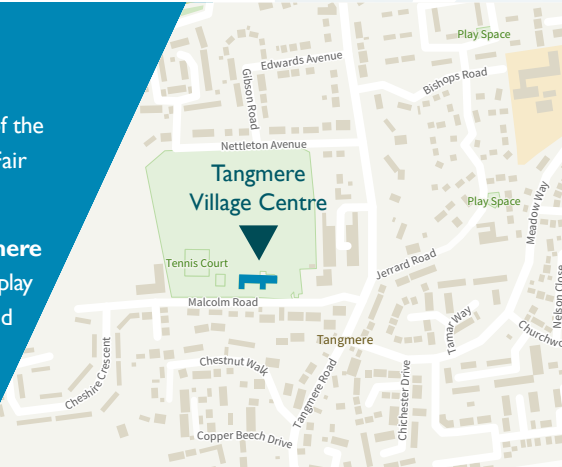 f the
air
nere
play
d
Play Space
Edwards Avenue
Bishops Road
Gibson Road
Nettleton Avenue
Tangmere
Village Centre
Play Space
Meadow Way
Tennis Court
Jerrard Road
Nelson Close
Malcolm Road
Tamar Way
Churchwo
Tangmere
Chestnut Walk
Cheshire Crescent
Tangmere Road
Chichester Drive
Copper Beech Drive